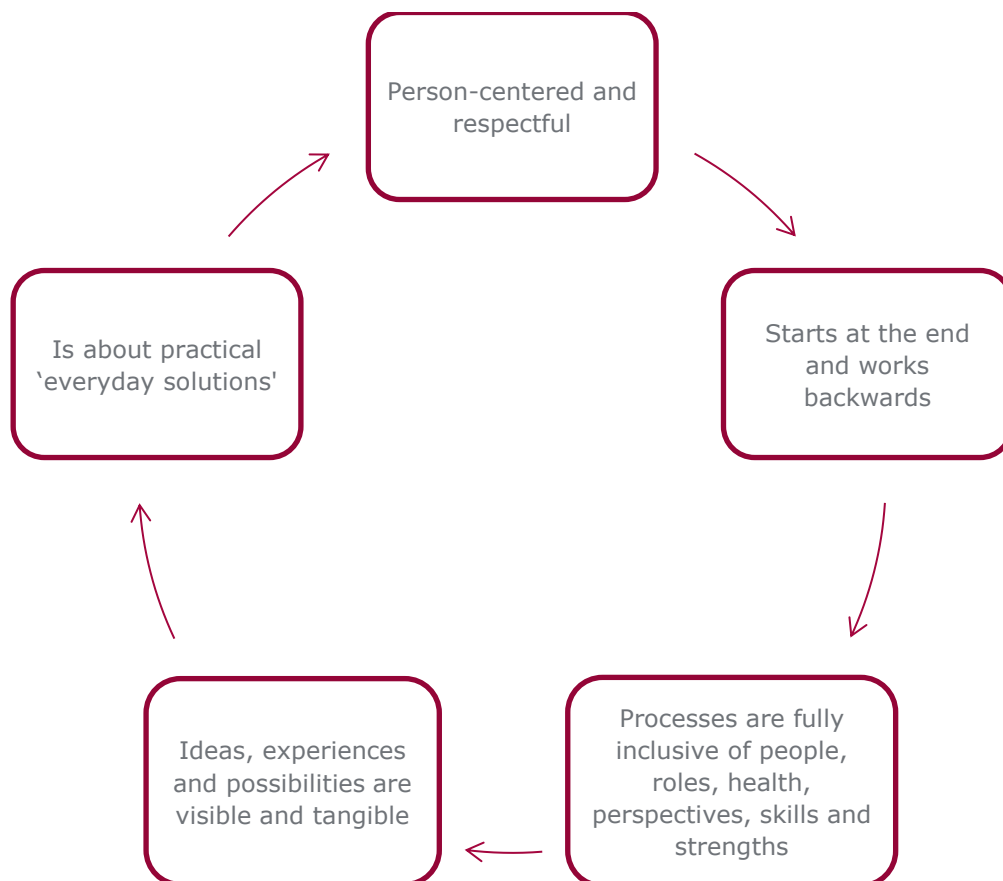 Person-centered and
respectful
Starts at the end
and works
backwards
Processes are fully
inclusive of people,
roles, health,
perspectives, skills and
strengths
Ideas, experiences
and possibilities are
visible and tangible
Is about practical
‘everyday solutions'